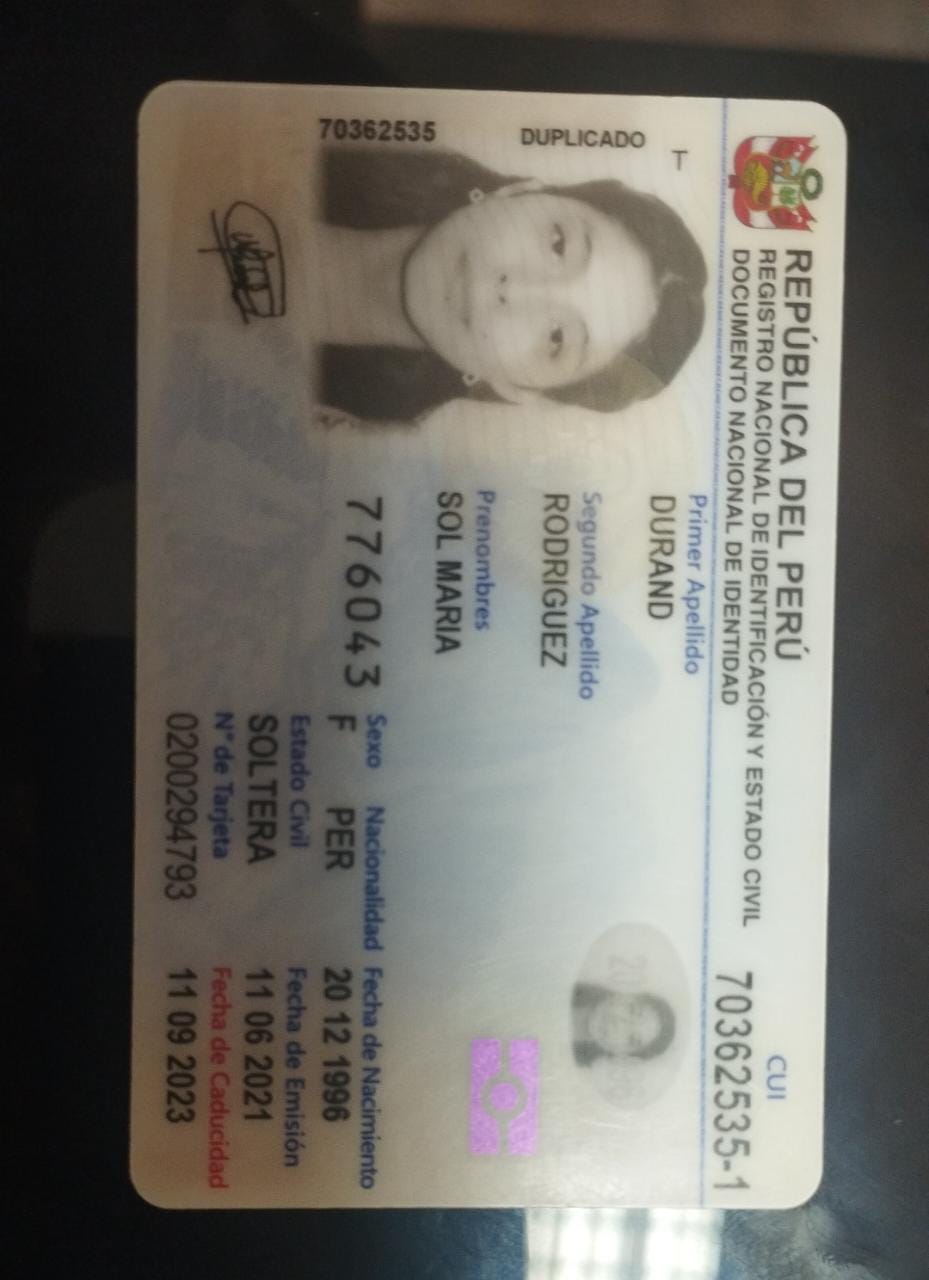 REPÚBLICA DEL PERÚ
REGISTRO NACIONAL DE IDENTIFICACIÓN Y ESTADO CIVIL
DOCUMENTO NACIONAL DE IDENTIDAD
CUI
70362535-1
T
DUPLICADO
70362535
Primer Apellido
DURAND
Segundo Apellido
RODRIGUEZ
Prenombres
SOL MARIA
7776043
Sexo Nacionalidad Fecha de Nacimiento
F PER 20 12 1996
Estado Civil Fecha de Emisión
SOLTERA 11 06 2021
N° de Tarjeta Fecha de Caducidad
0200294793 11 09 2023